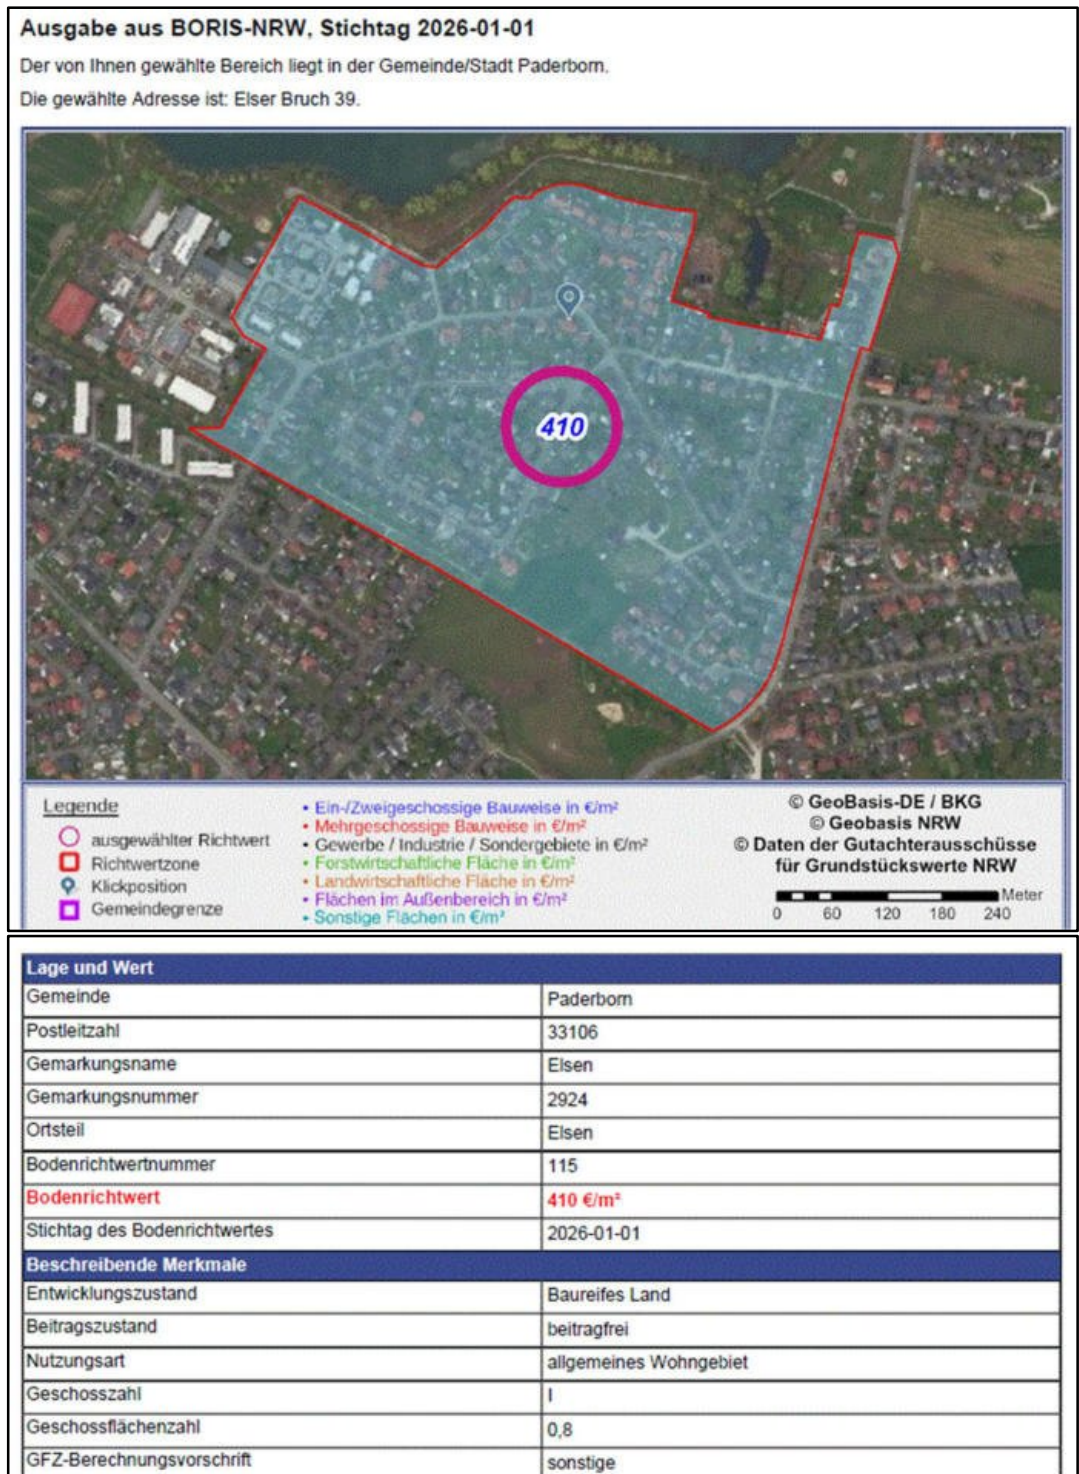 Ausgabe aus BORIS-NRW, Stichtag 2026-01-01
Der von Ihnen gewählte Bereich liegt in der Gemeinde/Stadt Paderborn.
Die gewählte Adresse ist: Elser Bruch 39.
410
Legende
ausgewählter Richtwert
Richtwertzone
Klickposition
Gemeindegrenze
• Ein-/Zweigeschossige Bauweise in €/m²
• Mehrgeschossige Bauweise in €/m²
• Gewerbe / Industrie / Sondergebiete in €/m²
• Forstwirtschaftliche Fläche in €/m²
• Landwirtschaftliche Fläche in €/m²
• Flächen im Außenbereich in €/m²
• Sonstige Flächen in €/m²
© GeoBasis-DE / BKG
© Geobasis NRW
© Daten der Gutachterausschüsse
für Grundstückswerte NRW
Meter
0 60 120 180 240
Lage und Wert
Gemeinde Paderborn
Postleitzahl 33106
Gemarkungsname Elsen
Gemarkungsnummer 2924
Ortsteil Elsen
Bodenrichtwertnummer 115
Bodenrichtwert 410 €/m²
Stichtag des Bodenrichtwertes 2026-01-01
Beschreibende Merkmale
Entwicklungszustand Baureifes Land
Beitragszustand beitragfrei
Nutzungsart allgemeines Wohngebiet
Geschosszahl I
Geschossflächenzahl 0,8
GFZ-Berechnungsvorschrift sonstige